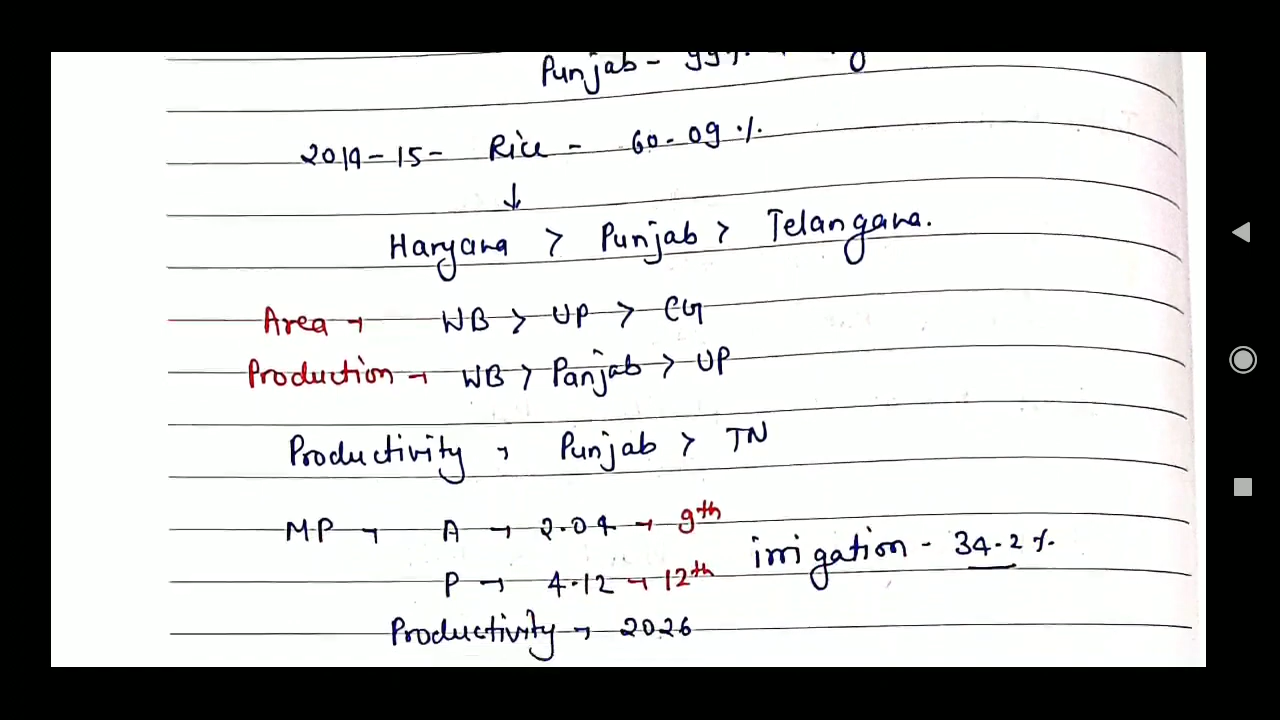 Punjab -
2014-15- Rice - 60-09 %
↓
Haryana > Punjab > Telangana.
Area → WB > UP > CG
Production → WB > Panjab > UP
Productivity → Punjab > TN
MP → A → 2.04 → 9th
irrigation - 34.2 %
P → 4.12 → 12th
Productivity → 2026